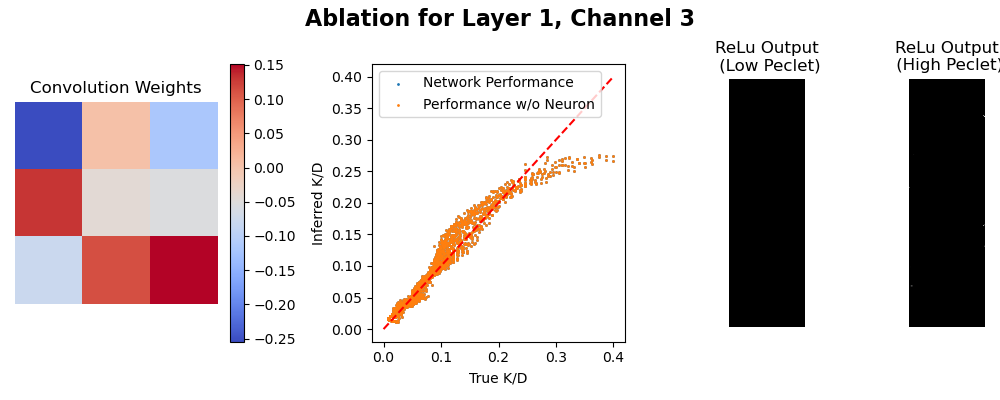 Ablation for Layer 1, Channel 3
Convolution Weights
0.15
0.10
0.05
0.00
−0.05
−0.10
−0.15
−0.20
−0.25
Inferred K/D
0.40
0.35
0.30
0.25
0.20
0.15
0.10
0.05
0.00
Network Performance
Performance w/o Neuron
0.0 0.1 0.2 0.3 0.4
True K/D
ReLu Output
(Low Peclet)
ReLu Output
(High Peclet)